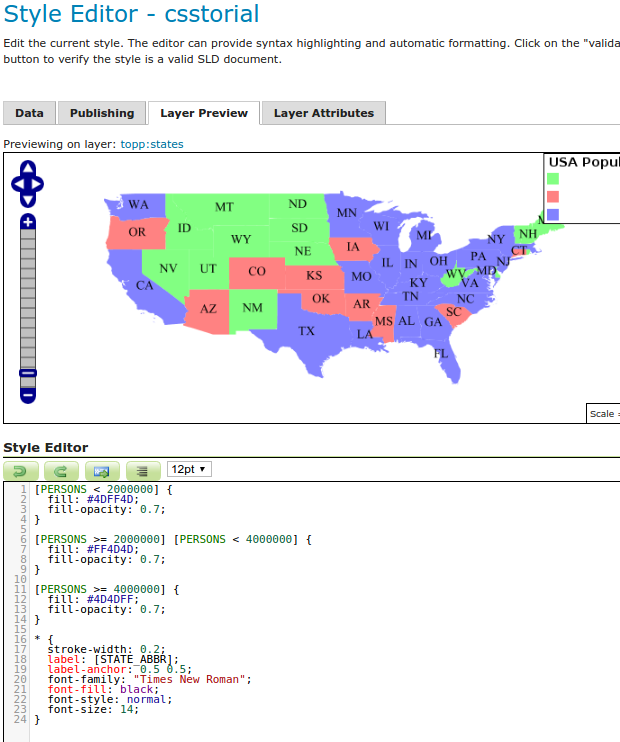 Style Editor - csstorial
Edit the current style. The editor can provide syntax highlighting and automatic formatting. Click on the "valida
button to verify the style is a valid SLD document.
Data Publishing Layer Preview Layer Attributes
Previewing on layer: topp:states
USA Popul
WA MT ND MN
OR ID WY SD WI MI NY NH M
NE IA IL IN OH PA NJ CT
NV UT CO KS MO KY WV VA MD
CA AZ NM OK AR TN NC
TX LA MS AL GA SC
FL
Scale =
Style Editor
12pt
1 [PERSONS < 2000000] {
2 fill: #4DFF4D;
3 fill-opacity: 0.7;
4 }
5
6 [PERSONS >= 2000000] [PERSONS < 4000000] {
7 fill: #FF4D4D;
8 fill-opacity: 0.7;
9 }
10
11 [PERSONS >= 4000000] {
12 fill: #4D4DFF;
13 fill-opacity: 0.7;
14 }
15
16 * {
17 stroke-width: 0.2;
18 label: [STATE_ABBR];
19 label-anchor: 0.5 0.5;
20 font-family: "Times New Roman";
21 font-fill: black;
22 font-style: normal;
23 font-size: 14;
24 }